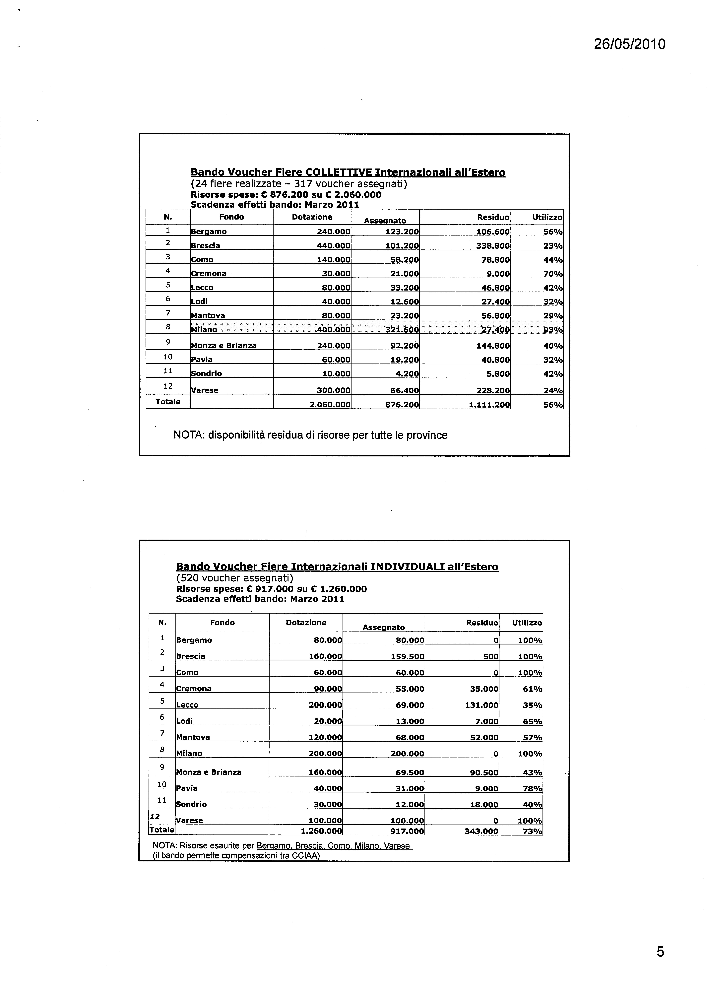 26/05/2010
Bando Voucher Fiere COLLETTIVE Internazionali all'Estero
(24 fiere realizzate – 317 voucher assegnati)
Risorse spese: € 876.200 su € 2.060.000
Scadenza effetti bando: Marzo 2011
N. Fondo Dotazione Assegnato Residuo Utilizzo
1 Bergamo 240.000 123.200 106.600 56%
2 Brescia 440.000 101.200 338.800 23%
3 Como 140.000 58.200 78.800 44%
4 Cremona 30.000 21.000 9.000 70%
5 Lecco 80.000 33.200 46.800 42%
6 Lodi 40.000 12.600 27.400 32%
7 Mantova 80.000 23.200 56.800 29%
8 Milano 400.000 321.600 27.400 93%
9 Monza e Brianza 240.000 92.200 144.800 40%
10 Pavia 60.000 19.200 40.800 32%
11 Sondrio 10.000 4.200 5.800 42%
12 Varese 300.000 66.400 228.200 24%
Totale 2.060.000 876.200 1.111.200 56%
NOTA: disponibilità residua di risorse per tutte le province
Bando Voucher Fiere Internazionali INDIVIDUALI all'Estero
(520 voucher assegnati)
Risorse spese: € 917.000 su € 1.260.000
Scadenza effetti bando: Marzo 2011
N. Fondo Dotazione Assegnato Residuo Utilizzo
1 Bergamo 80.000 80.000 0 100%
2 Brescia 160.000 159.500 500 100%
3 Como 60.000 60.000 0 100%
4 Cremona 90.000 55.000 35.000 61%
5 Lecco 200.000 69.000 131.000 35%
6 Lodi 20.000 13.000 7.000 65%
7 Mantova 120.000 68.000 52.000 57%
8 Milano 200.000 200.000 0 100%
9 Monza e Brianza 160.000 69.500 90.500 43%
10 Pavia 40.000 31.000 9.000 78%
11 Sondrio 30.000 12.000 18.000 40%
12 Varese 100.000 100.000 0 100%
Totale 1.260.000 917.000 343.000 73%
NOTA: Risorse esaurite per Bergamo, Brescia, Como, Milano, Varese
(il bando permette compensazioni tra CCIAA)
5